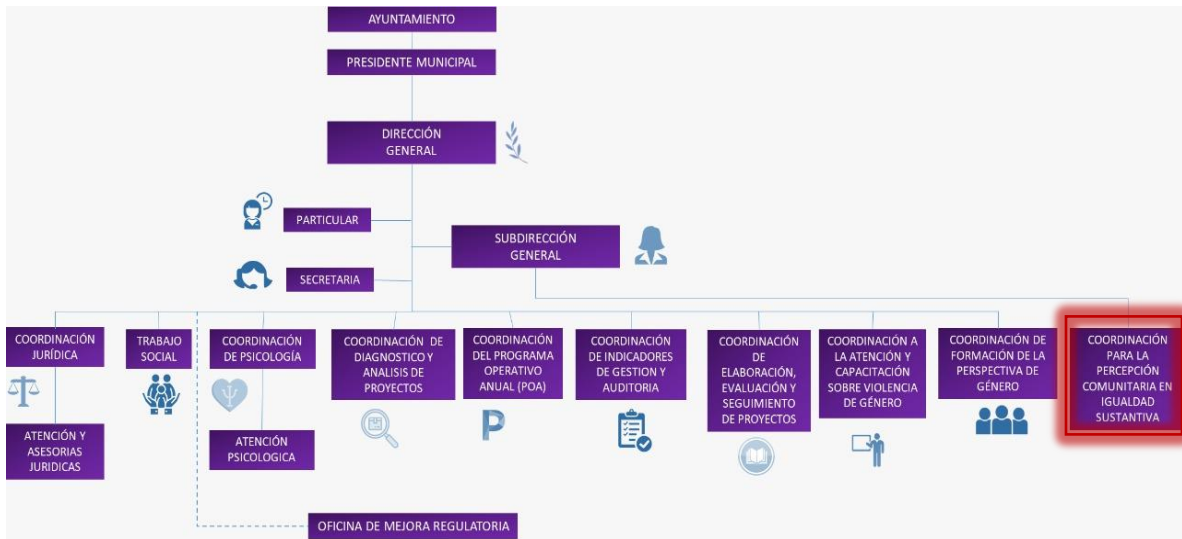 AYUNTAMIENTO
PRESIDENTE MUNICIPAL
DIRECCIÓN
GENERAL
PARTICULAR
SUBDIRECCIÓN
GENERAL
SECRETARIA
COORDINACIÓN
JURÍDICA
TRABAJO
SOCIAL
COORDINACIÓN
DE PSICOLOGÍA
COORDINACIÓN DE
DIAGNOSTICO Y
ANALISIS DE
PROYECTOS
COORDINACIÓN
DEL PROGRAMA
OPERATIVO
ANUAL (POA)
COORDINACIÓN
DE INDICADORES
DE GESTION Y
AUDITORIA
COORDINACIÓN
DE
ELABORACIÓN,
EVALUACIÓN Y
SEGUIMIENTO
DE PROYECTOS
COORDINACIÓN A
LA ATENCIÓN Y
CAPACITACIÓN
SOBRE VIOLENCIA
DE GÉNERO
COORDINACIÓN DE
FORMACIÓN DE LA
PERSPECTIVA DE
GÉNERO
COORDINACIÓN
PARA LA
PERCEPCIÓN
COMUNITARIA EN
IGUALDAD
SUSTANTIVA
ATENCIÓN Y
ASESORIAS
JURIDICAS
ATENCIÓN
PSICOLOGICA
P
OFICINA DE MEJORA REGULATORIA